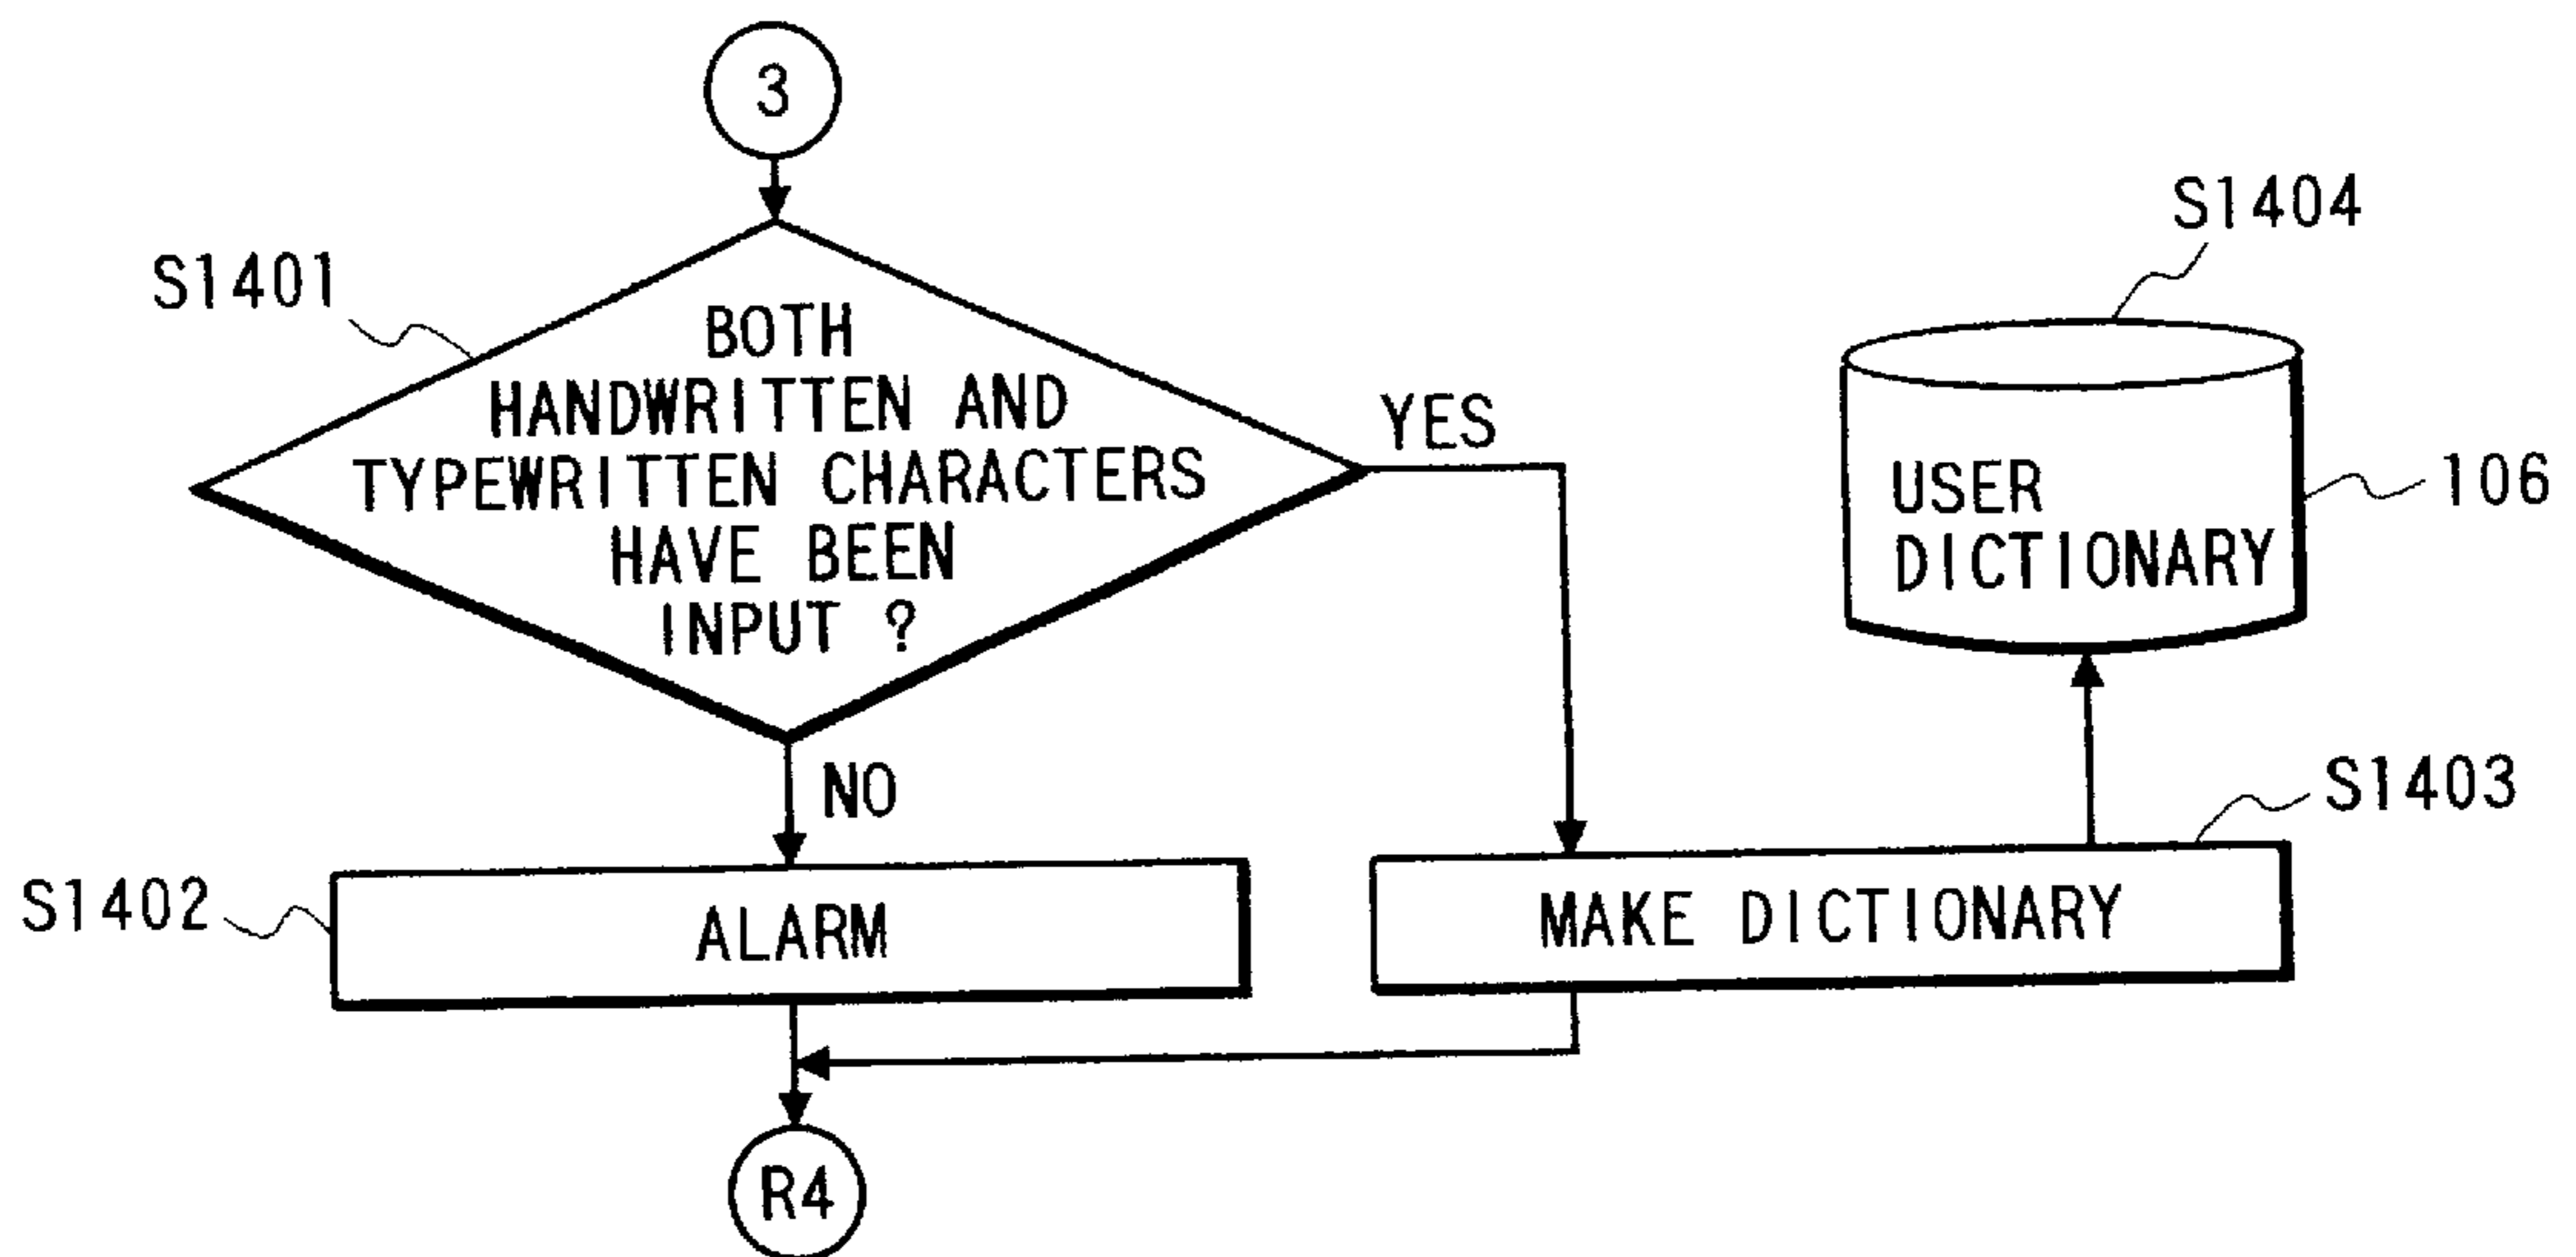 3
S1401
BOTH
HANDWRITTEN AND
TYPEWRITTEN CHARACTERS
HAVE BEEN
INPUT ?
YES
NO
S1404
USER
DICTIONARY
106
S1403
S1402
ALARM
MAKE DICTIONARY
R4